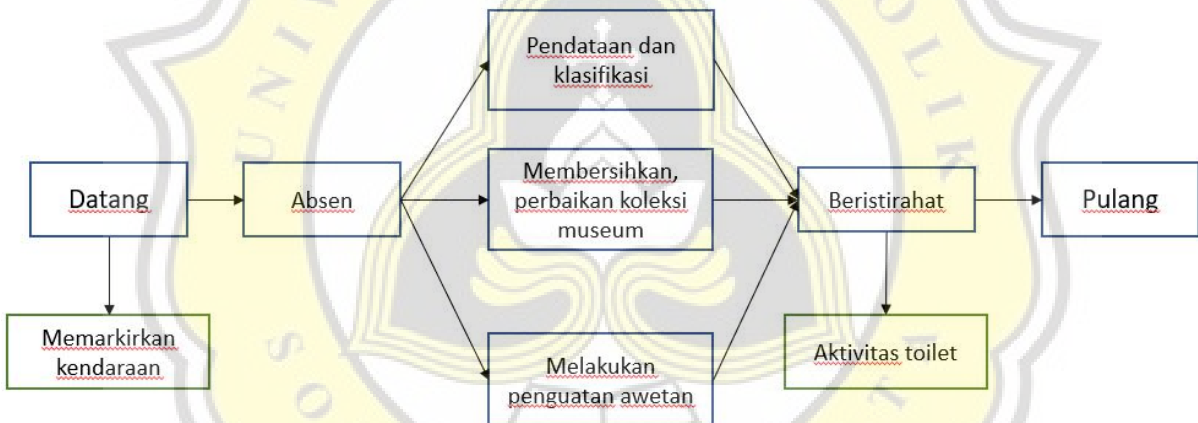 Pendataan dan
klasifikasi
Datang
Absen
Membersihkan,
perbaikan koleksi
museum
Beristirahat
Pulang
Memarkirkan
kendaraan
Melakukan
penguatan awetan
Aktivitas toilet